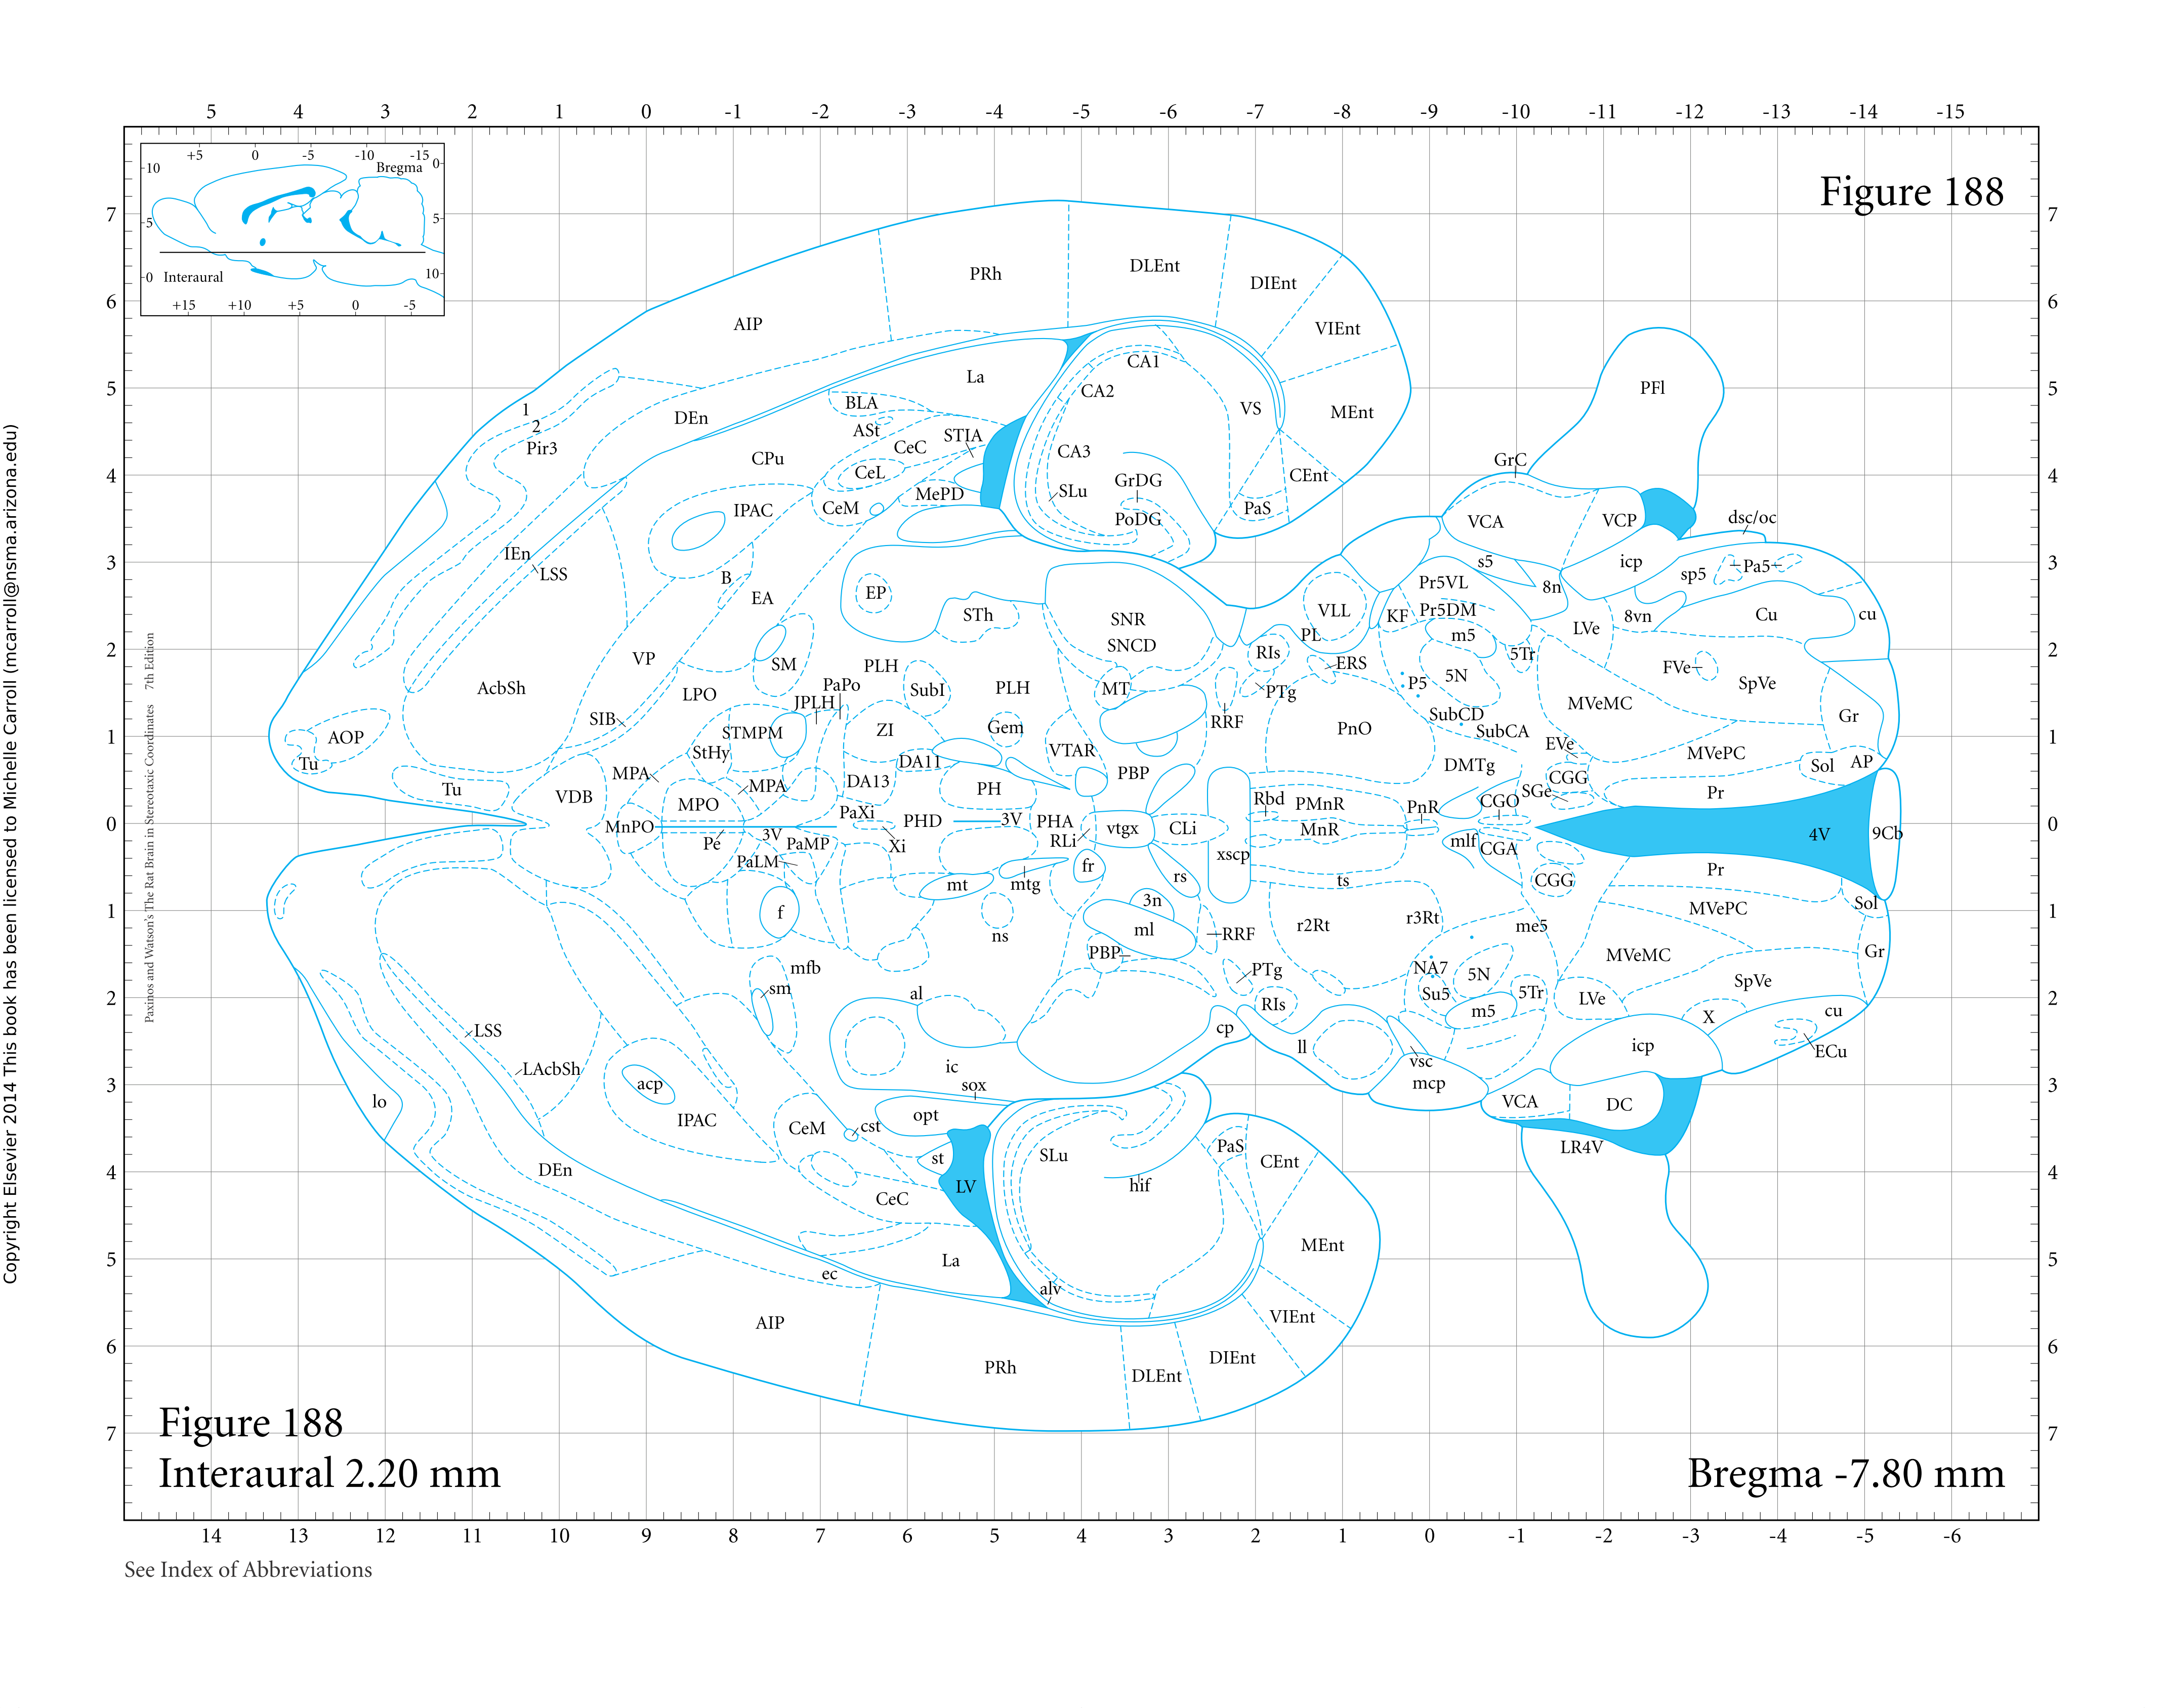 5 4 3 2 1 0 -1 -2 -3 -4 -5 -6 -7 -8 -9 -10 -11 -12 -13 -14 -15
+5 0 -5 -10 -15
Bregma
10 0
5 5
0 Interaural 10
+15 +10 +5 0 -5
Figure 188
7 7
PRh DLEnt DIEnt
6 6
AIP VIEnt
CA1
La PFl
5 5
CA2
BLA VS MEnt
1
DEn
2
ASt STIA
Pir3 CeC
CPu CA3 GrC
CeL CEnt
4 4
GrDG
MePD SLu
IPAC CeM PaS
PoDG VCA VCP dsc/oc
IEn
3 s5 icp Pa5 3
LSS sp5
B Pr5VL 8n
EP
EA VLL Pr5DM
STh SNR KF 8vn Cu cu
PL m5 LVe
SNCD
2 RIs 5Tr 2
VP SM PLH ERS FVe
5N
AcbSh LPO PaPo SubI PLH MT PTg P5 SpVe
JPLH MVeMC
SIB RRF SubCD Gr
STMPM ZI Gem PnO SubCA
1 AOP 1
StHy VTAR EVe MVePC
Tu DA11 AP
MPA PBP DMTg Sol
MPA DA13 CGG
Tu PH SGe Pr
VDB MPO Rbd PMnR PnR CGO
PaXi
0 MnPO PHD 3V PHA vtgx CLi MnR 4V 9Cb 0
3V
Pe PaMP Xi RLi mlf CGA
PaLM xscp
fr Pr
mt mtg rs ts CGG
3n Sol
1 f r2Rt r3Rt MVePC 1
ns ml me5
RRF
PBP MVeMC Gr
mfb PTg NA7 5N
sm SpVe
al Su5 5Tr LVe
2 RIs m5 X cu 2
LSS cp
ll icp ECu
LAcbSh ic vsc
3 acp sox mcp 3
lo VCA DC
opt
IPAC CeM cst
PaS LR4V
st SLu CEnt
4 DEn 4
LV hif
CeC
MEnt
5 La 5
ec alv
AIP VIEnt
6 DIEnt 6
PRh DLEnt
7 7
Figure 188
Interaural 2.20 mm
Bregma -7.80 mm
14 13 12 11 10 9 8 7 6 5 4 3 2 1 0 -1 -2 -3 -4 -5 -6
See Index of Abbreviations
Paxinos and Watson's The Rat Brain in Stereotaxic Coordinates 7th Edition
Copyright Elsevier 2014 This book has been licensed to Michelle Carroll (mcarroll@nsma.arizona.edu)